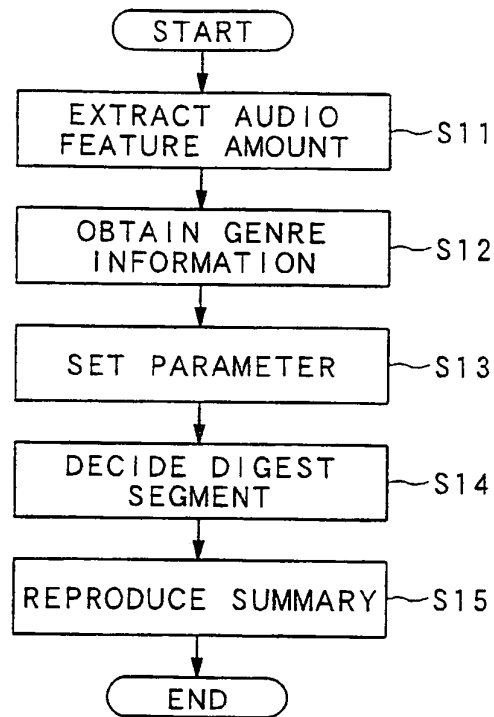 START
EXTRACT AUDIO
FEATURE AMOUNT
S11
OBTAIN GENRE
INFORMATION
S12
SET PARAMETER
S13
DECIDE DIGEST
SEGMENT
S14
REPRODUCE SUMMARY
S15
END